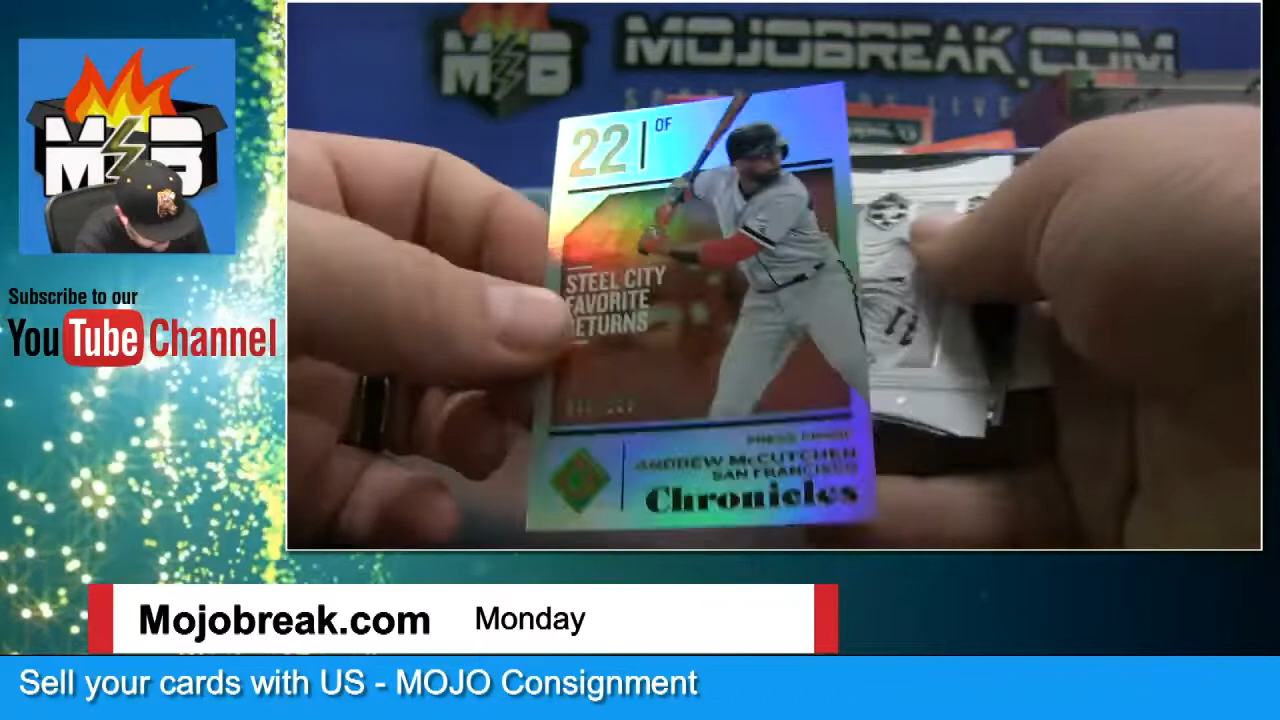 M B
MOJOBREAK.COM
22 OF
STEEL CITY
FAVORITE
RETURNS
ANDREW McCUTCHEN
SAN FRANCISCO
Chronicles
Subscribe to our
YouTube Channel
Mojobreak.com Monday
Sell your cards with US - MOJO Consignment